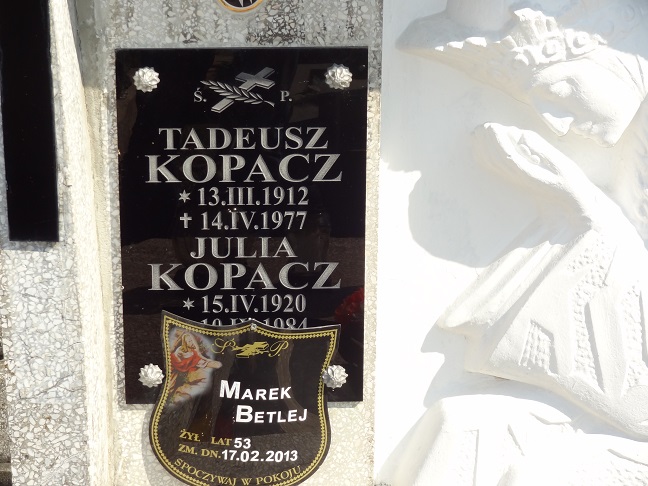 Ś. P.
TADEUSZ
KOPACZ
* 13.III.1912
✝ 14.IV.1977
JULIA
KOPACZ
* 15.IV.1920
1984
Ś P.
MAREK
BETLEJ
ŻYŁ LAT 53
ZM. DN. 17.02.2013
SPOCZYWAJ W POKOJU